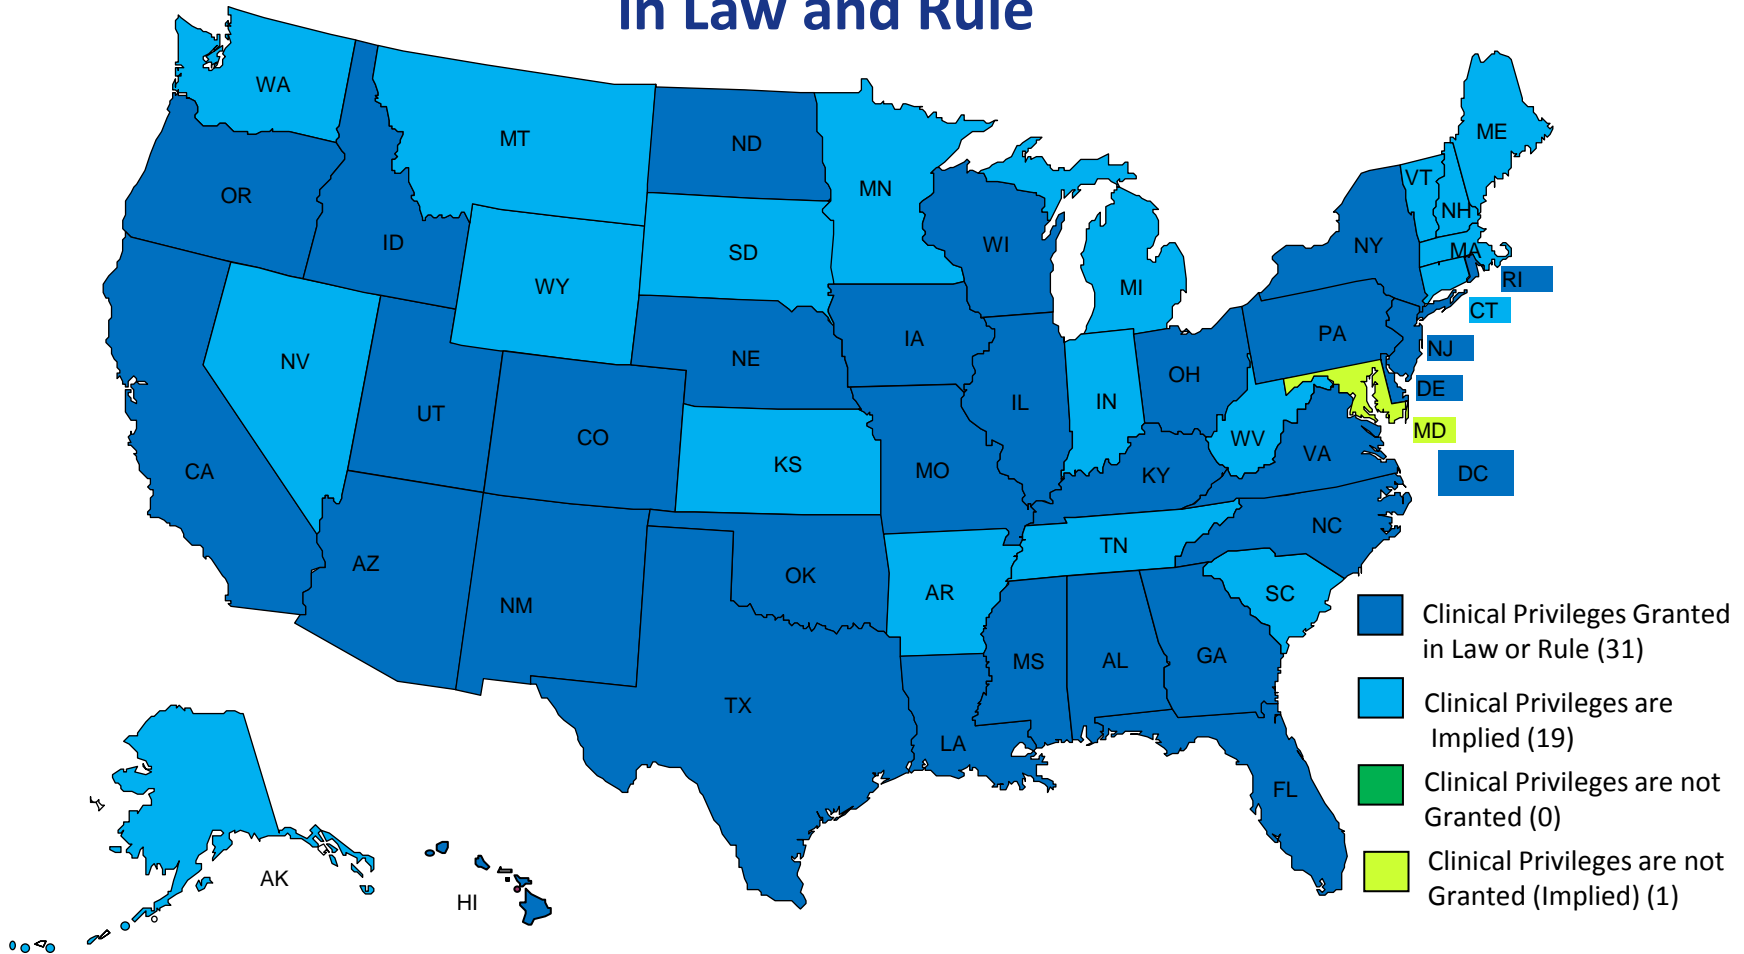 in Law and Rule
WA
MT
ND
MN
ME
VT
NH
OR
ID
SD
WI
NY
MA
WY
MI
RI
CT
IA
PA
NE
NJ
NV
OH
DE
UT
CO
IL
IN
MD
WV
VA
CA
KS
MO
KY
DC
NC
AZ
TN
OK
AR
NM
SC
MS
AL
GA
TX
LA
FL
AK
HI
Clinical Privileges Granted
in Law or Rule (31)
Clinical Privileges are
Implied (19)
Clinical Privileges are not
Granted (0)
Clinical Privileges are not
Granted (Implied) (1)